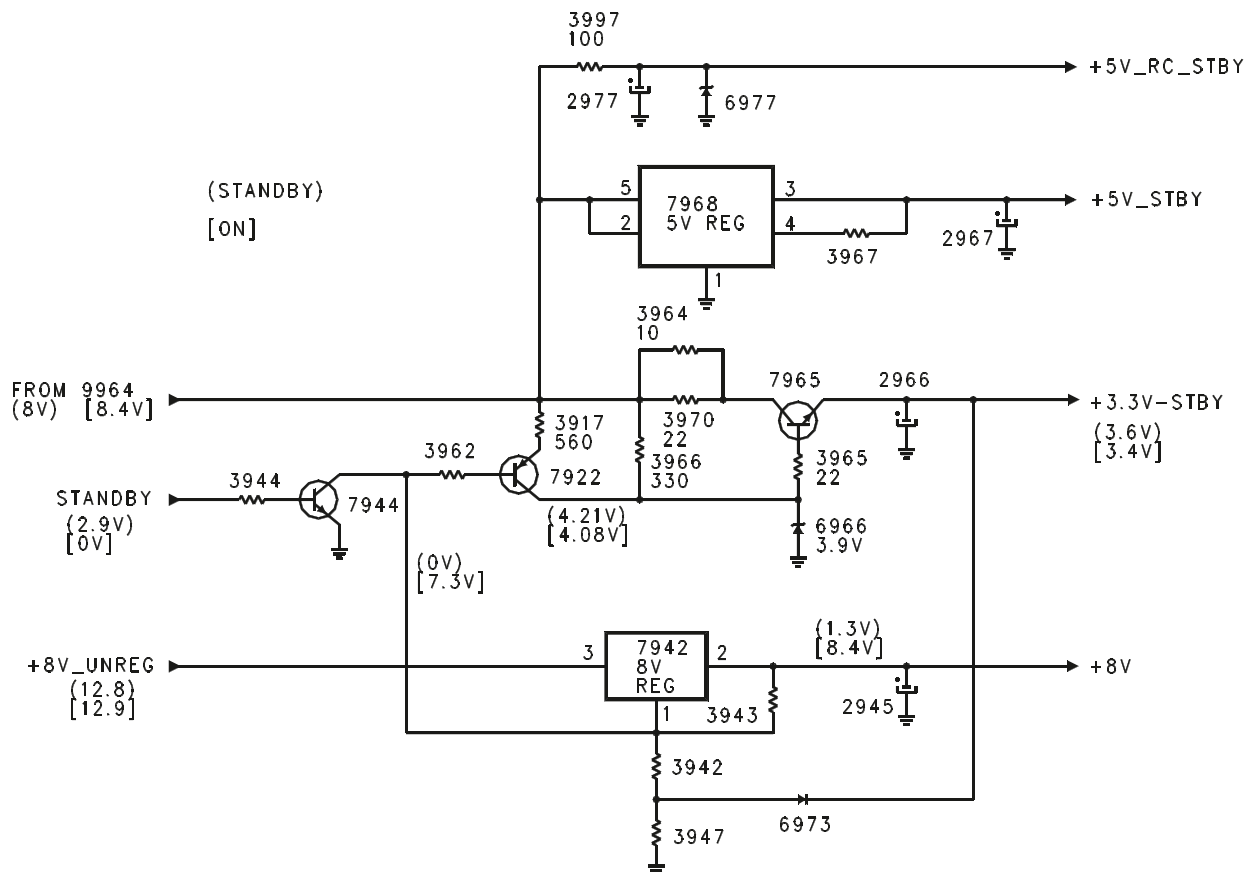 3997
100
+5V_RC_STBY
2977
6977
(STANDBY)
[ON]
5
7968
5V REG
3
+5V_STBY
2
4
3967
2967
1
3964
10
FROM 9964
(8V) [8.4V]
7965
2966
+3.3V-STBY
(3.6V)
[3.4V]
3917
560
3970
22
3962
7922
3966
330
3965
22
3944
STANDBY
(2.9V)
[0V]
7944
(4.21V)
[4.08V]
6966
3.9V
(0V)
[7.3V]
+8V_UNREG
(12.8)
[12.9]
3
7942
8V
REG
2
(1.3V)
[8.4V]
+8V
1
3943
2945
3942
6973
3947